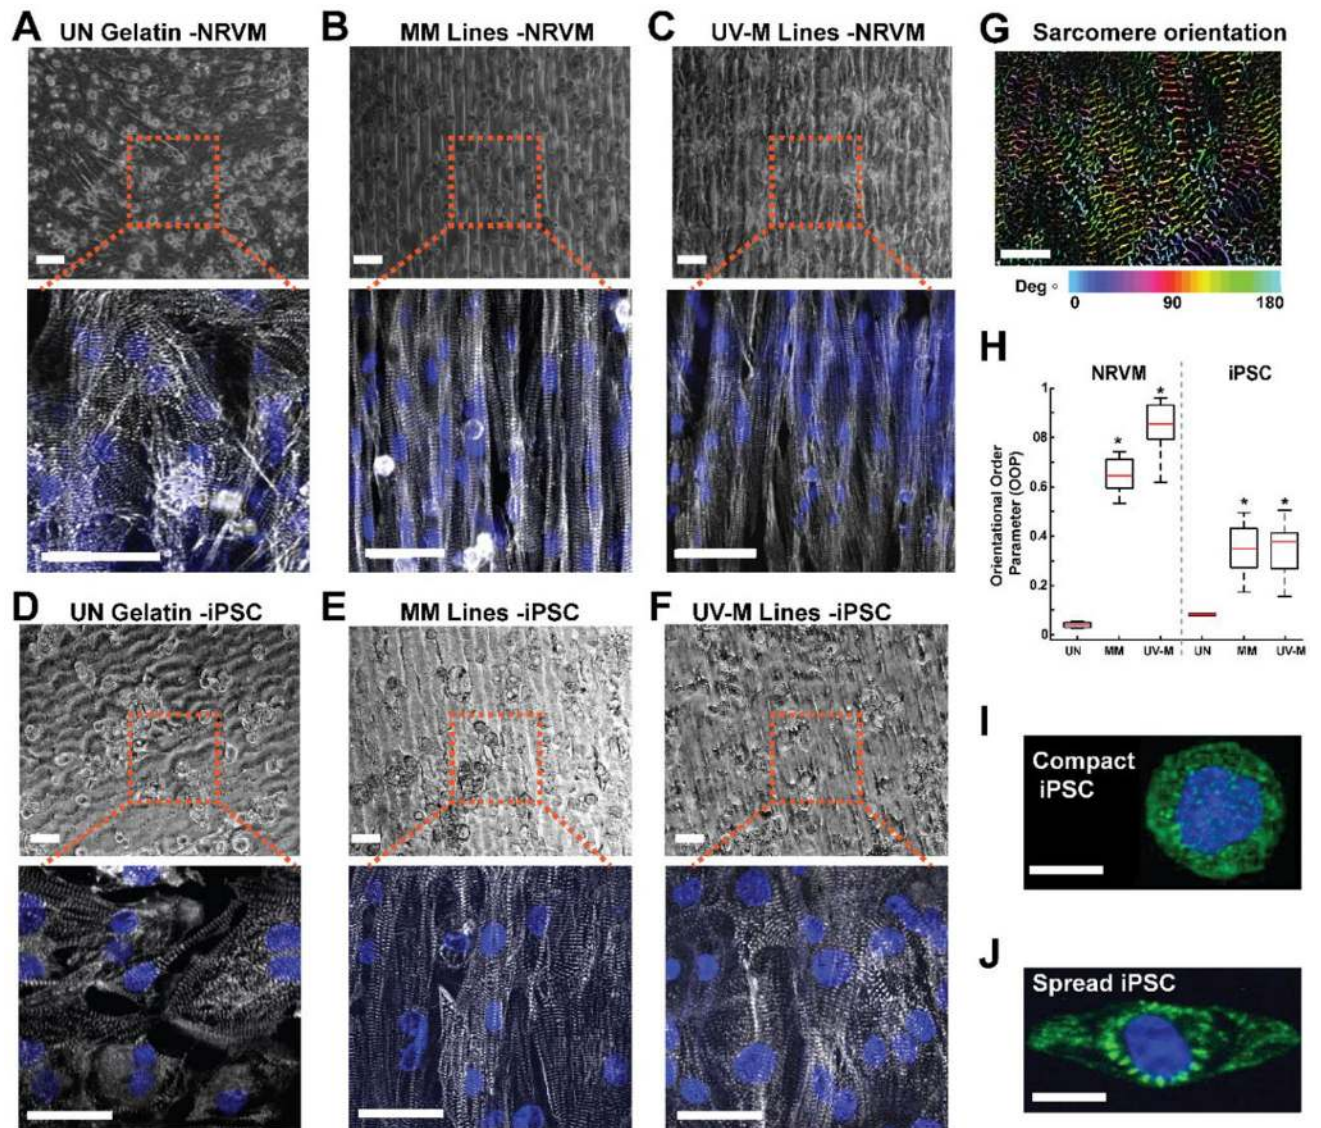 A UN Gelatin -NRVM
B MM Lines -NRVM
C UV-M Lines -NRVM
D UN Gelatin -iPSC
E MM Lines -iPSC
F UV-M Lines -iPSC
G Sarcomere orientation
Deg °
0 90 180
H
NRVM iPSC
Orientational Order
Parameter (OOP)
1
0.8
0.6
0.4
0.2
0
* * * *
UN MM UV-M UN MM UV-M
I
Compact
iPSC
J
Spread iPSC